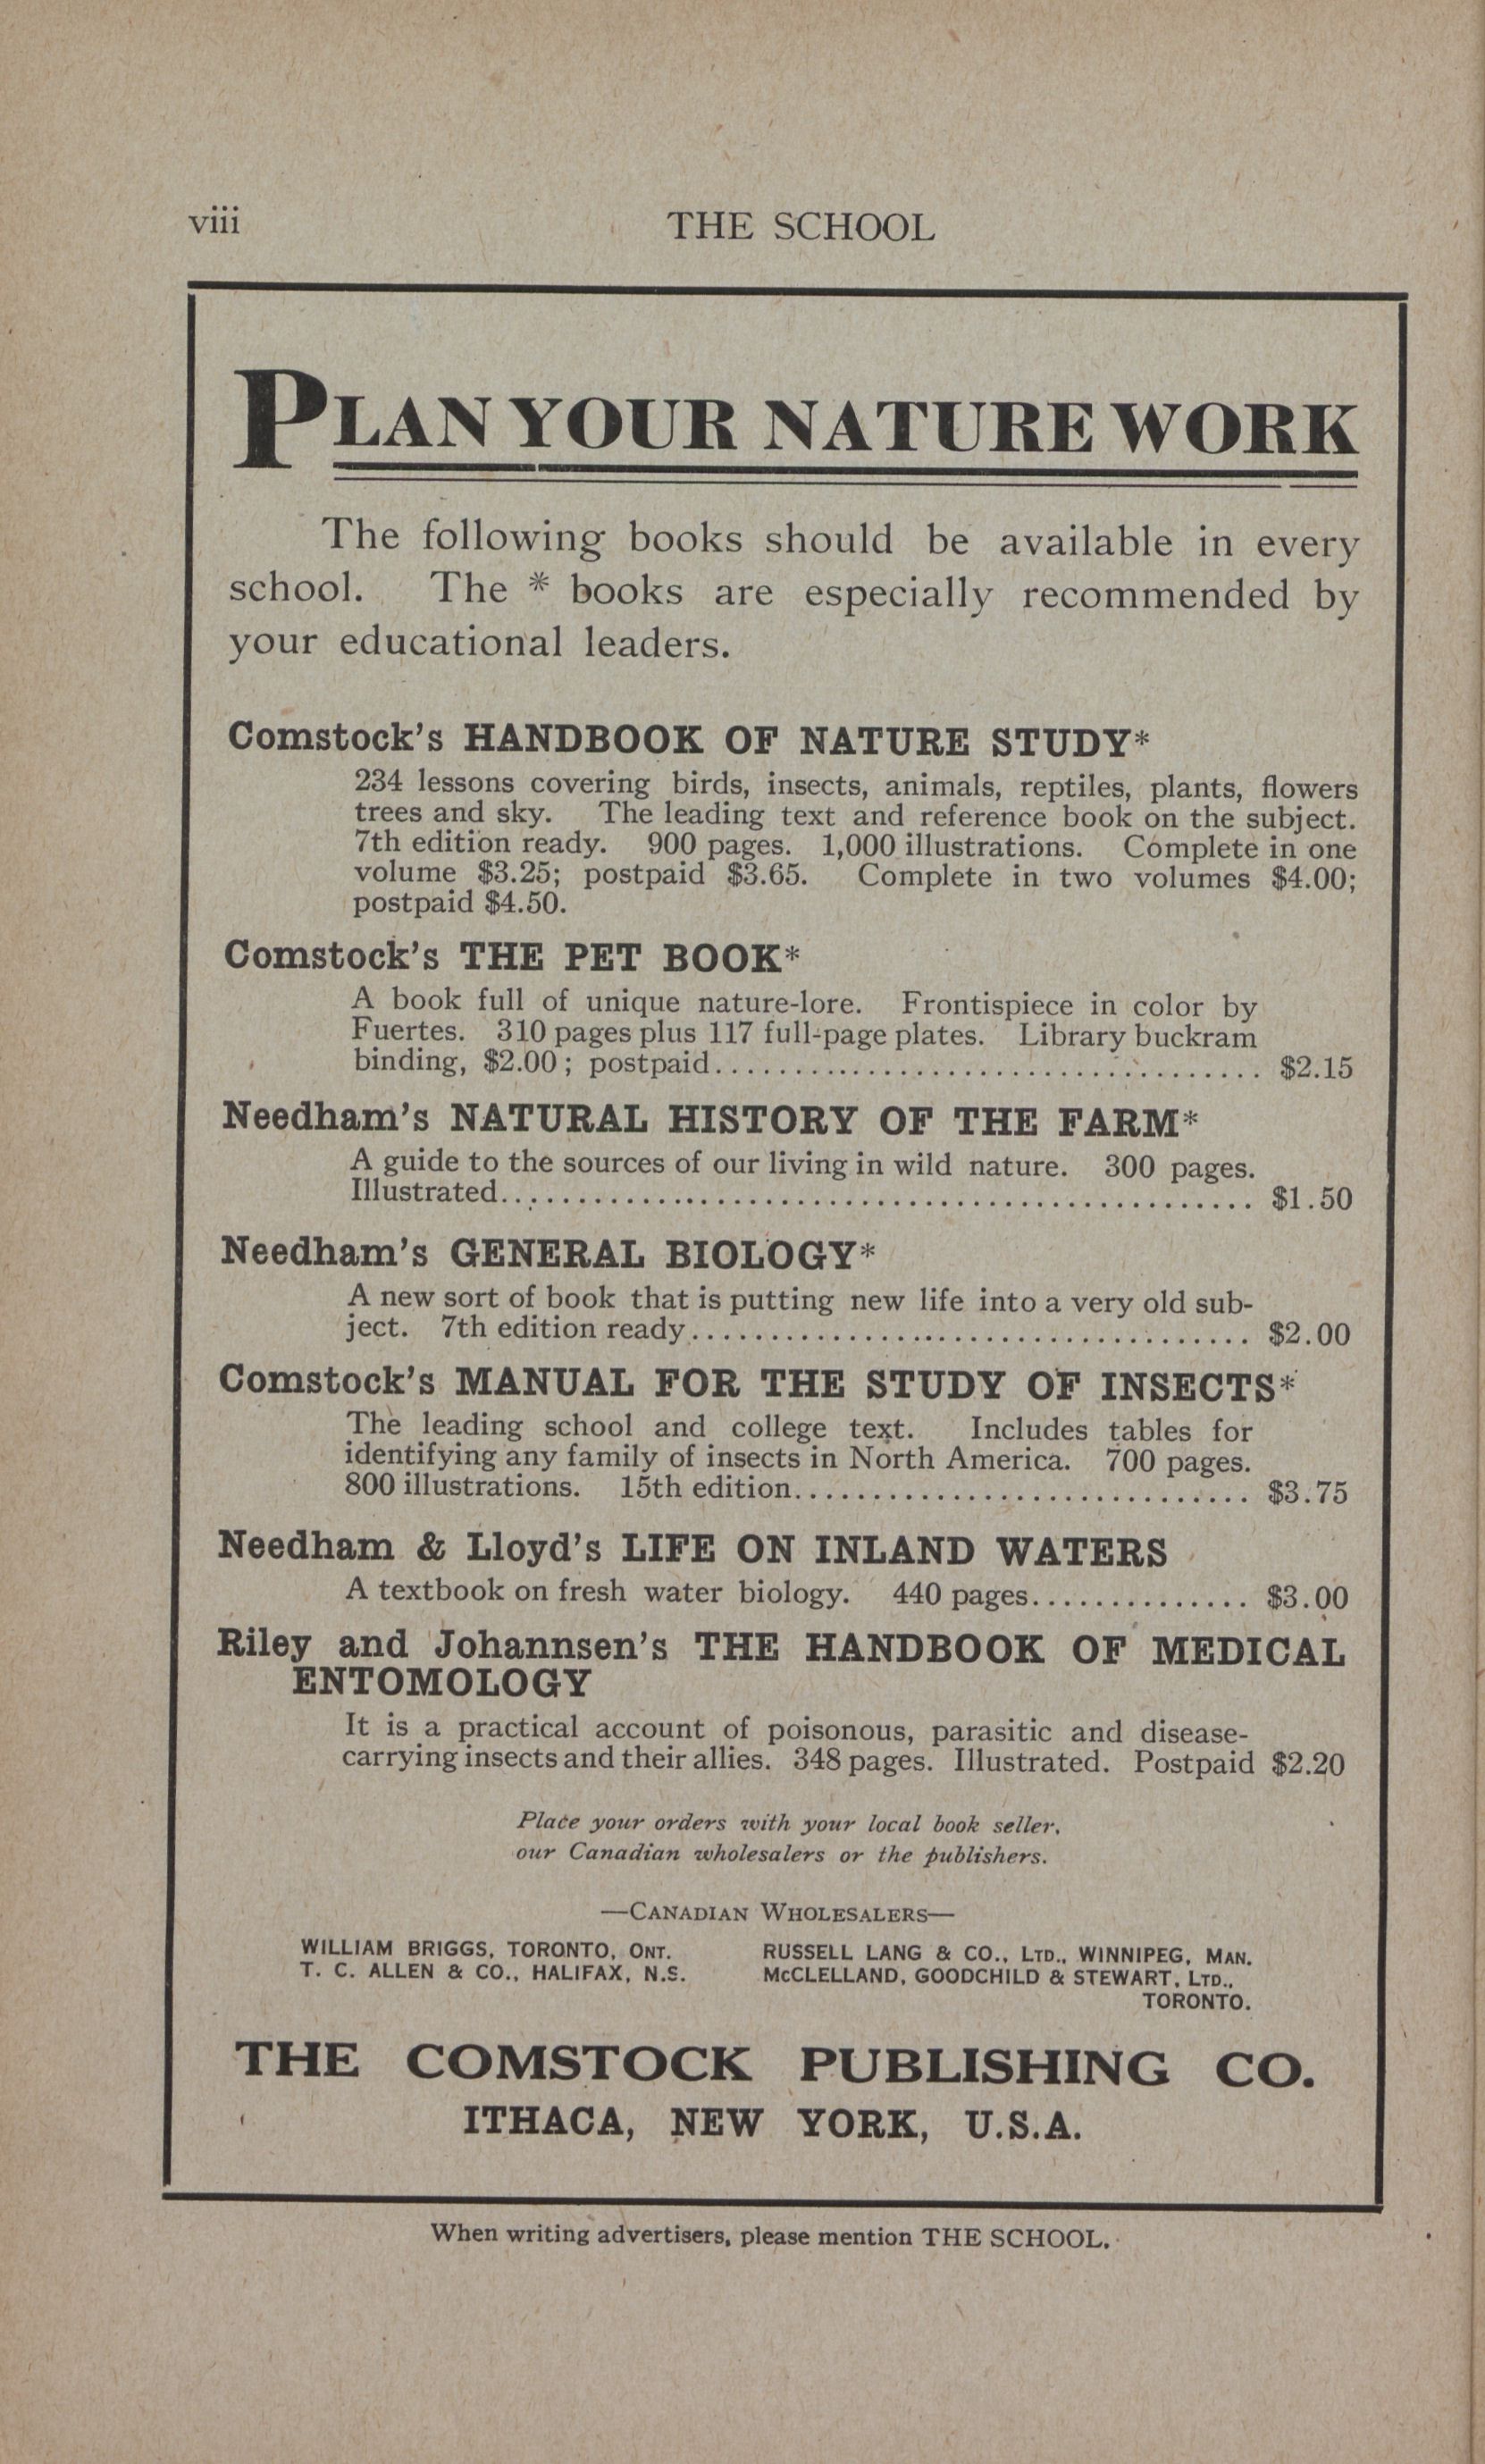 viii
THE SCHOOL
PLAN YOUR NATURE WORK
The following books should be available in every
school. The * books are especially recommended by
your educational leaders.
Comstock's HANDBOOK OF NATURE STUDY*
234 lessons covering birds, insects, animals, reptiles, plants, flowers
trees and sky. The leading text and reference book on the subject.
7th edition ready. 900 pages. 1,000 illustrations. Complete in one
volume $3.25; postpaid $3.65. Complete in two volumes $4.00;
postpaid $4.50.
Comstock's THE PET BOOK*
A book full of unique nature-lore. Frontispiece in color by
Fuertes. 310 pages plus 117 full-page plates. Library buckram
binding, $2.00; postpaid................................... $2.15
Needham's NATURAL HISTORY OF THE FARM*
A guide to the sources of our living in wild nature. 300 pages.
Illustrated................................................ $1.50
Needham's GENERAL BIOLOGY*
A new sort of book that is putting new life into a very old sub-
ject. 7th edition ready.................................... $2.00
Comstock's MANUAL FOR THE STUDY OF INSECTS*
The leading school and college text. Includes tables for
identifying any family of insects in North America. 700 pages.
800 illustrations. 15th edition............................. $3.75
Needham & Lloyd's LIFE ON INLAND WATERS
A textbook on fresh water biology. 440 pages.............. $3.00
Riley and Johannsen's THE HANDBOOK OF MEDICAL
ENTOMOLOGY
It is a practical account of poisonous, parasitic and disease-
carrying insects and their allies. 348 pages. Illustrated. Postpaid $2.20
Place your orders with your local book seller,
our Canadian wholesalers or the publishers.
—CANADIAN WHOLESALERS—
WILLIAM BRIGGS, TORONTO, ONT.
T. C. ALLEN & CO., HALIFAX, N.S.
RUSSELL LANG & CO., LTD., WINNIPEG, MAN.
McCLELLAND, GOODCHILD & STEWART, LTD.,
TORONTO.
THE COMSTOCK PUBLISHING CO.
ITHACA, NEW YORK, U.S.A.
When writing advertisers, please mention THE SCHOOL.